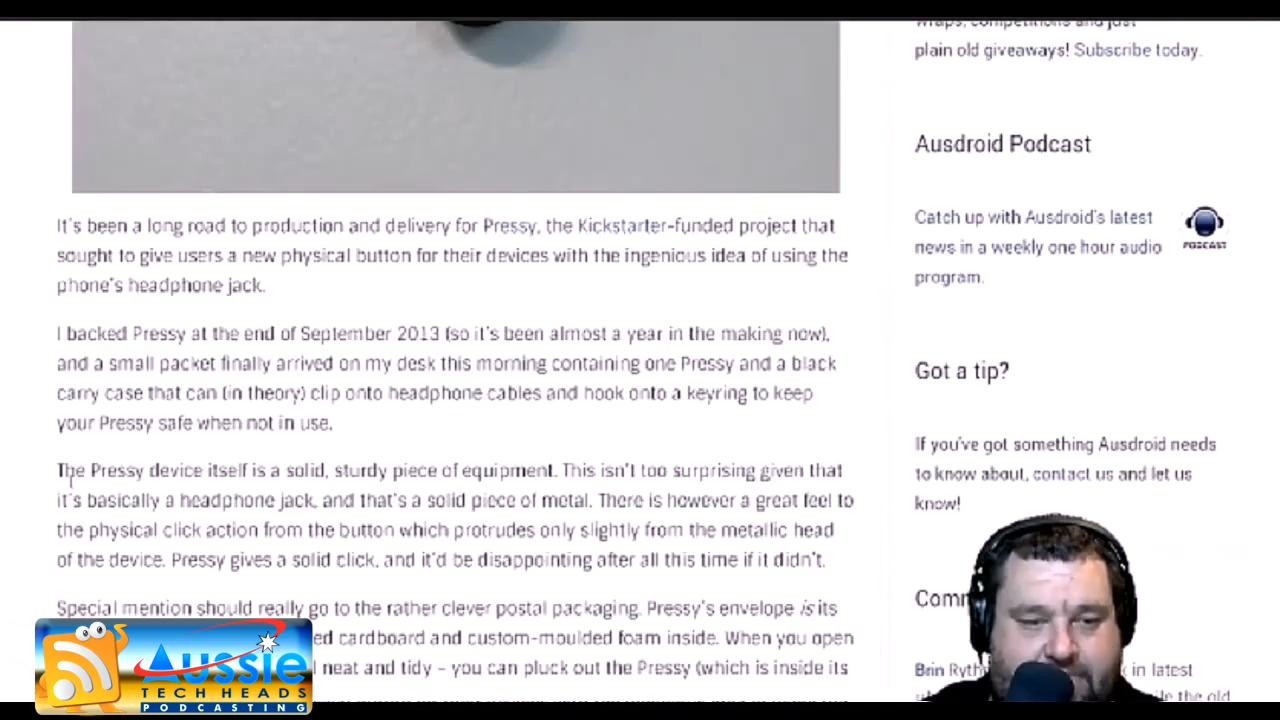 wraps, competitions and just
plain old giveaways! Subscribe today.
Ausdroid Podcast
Catch up with Ausdroid's latest
news in a weekly one hour audio
program.
PODCAST
Got a tip?
If you've got something Ausdroid needs
to know about, contact us and let us
know!
Brin
in latest
the old
It's been a long road to production and delivery for Pressy, the Kickstarter-funded project that
sought to give users a new physical button for their devices with the ingenious idea of using the
phone's headphone jack.
I backed Pressy at the end of September 2013 (so it's been almost a year in the making now),
and a small packet finally arrived on my desk this morning containing one Pressy and a black
carry case that can (in theory) clip onto headphone cables and hook onto a keyring to keep
your Pressy safe when not in use.
The Pressy device itself is a solid, sturdy piece of equipment. This isn't too surprising given that
it's basically a headphone jack, and that's a solid piece of metal. There is however a great feel to
the physical click action from the button which protrudes only slightly from the metallic head
of the device. Pressy gives a solid click, and it'd be disappointing after all this time if it didn't.
Special mention should really go to the rather clever postal packaging. Pressy's envelope is its
cardboard and custom-moulded foam inside. When you open
neat and tidy – you can pluck out the Pressy (which is inside its
AUSSIE
TECH HEADS
PODCASTING